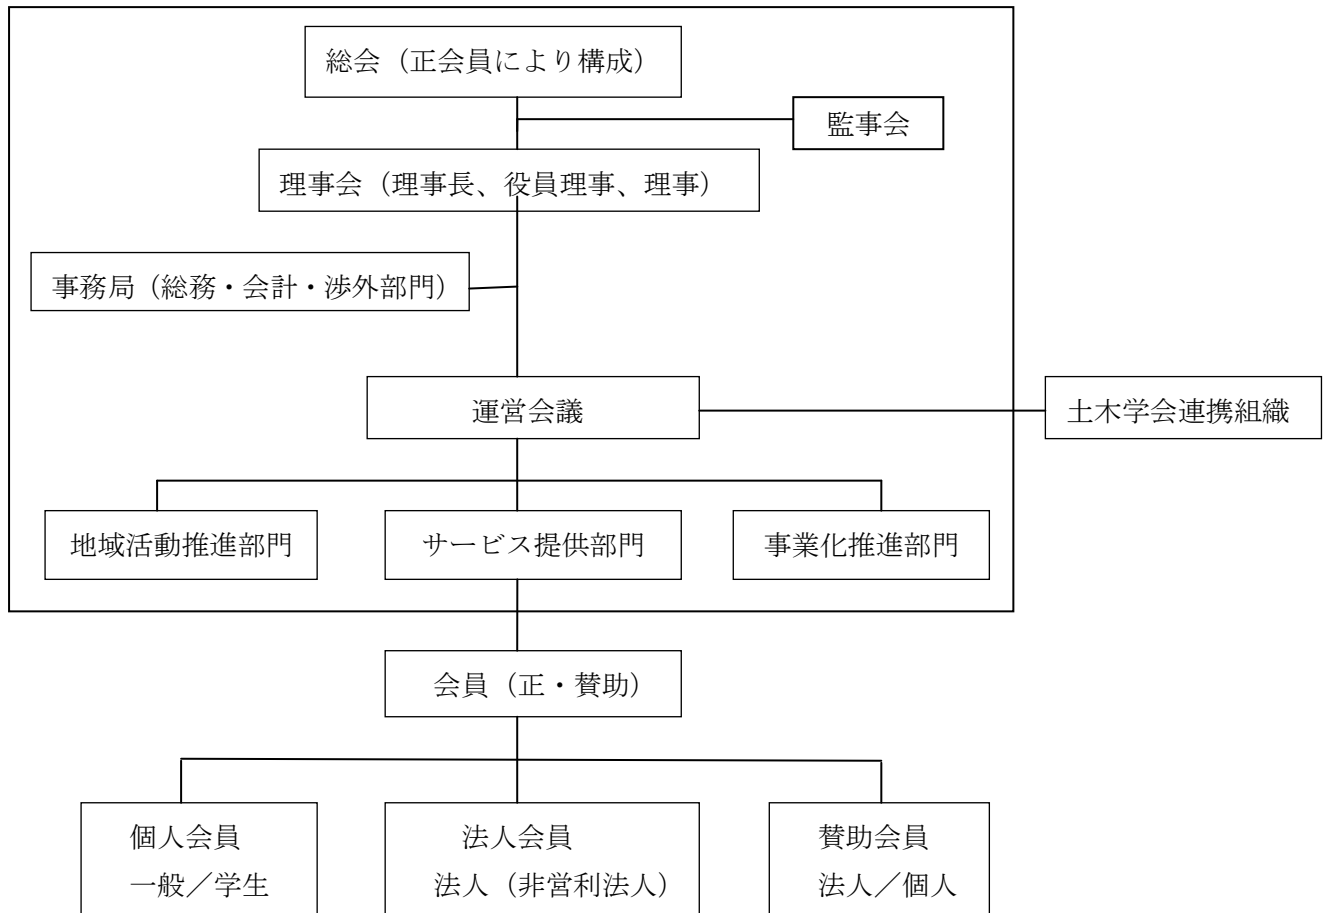 総会（正会員により構成）
監事会
理事会（理事長、役員理事、理事）
事務局（総務・会計・渉外部門）
運営会議
土木学会連携組織
地域活動推進部門
サービス提供部門
事業化推進部門
会員（正・賛助）
個人会員
一般／学生
法人会員
法人（非営利法人）
賛助会員
法人／個人